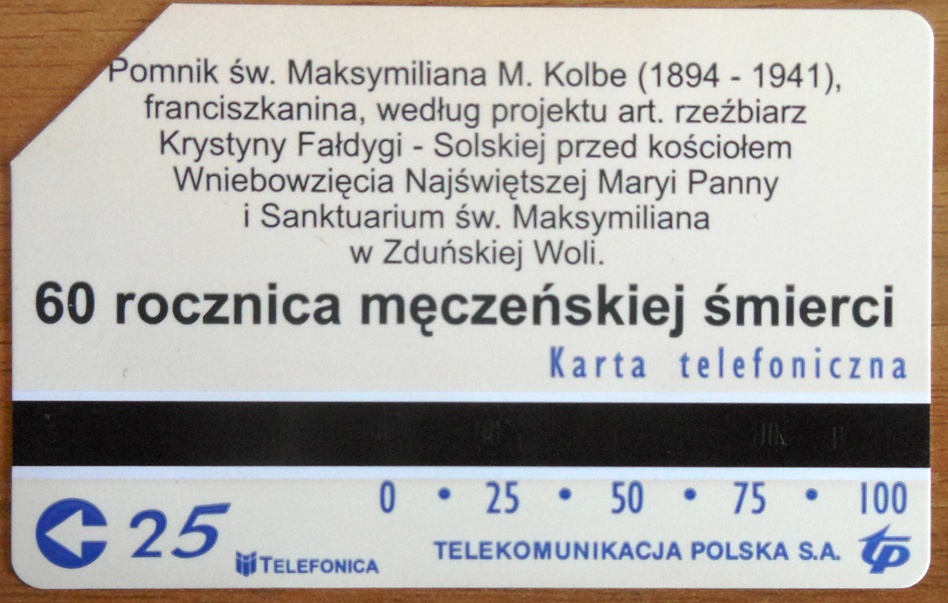 Pomnik św. Maksymiliana M. Kolbe (1894 - 1941),
franciszkanina, według projektu art. rzeźbiarz
Krystyny Fałdygi - Solskiej przed kościołem
Wniebowzięcia Najświętszej Maryi Panny
i Sanktuarium św. Maksymiliana
w Zduńskiej Woli.
60 rocznica męczeńskiej śmierci
Karta telefoniczna
0 • 25 • 50 • 75 • 100
25
TELEFONICA
TELEKOMUNIKACJA POLSKA S.A. tp